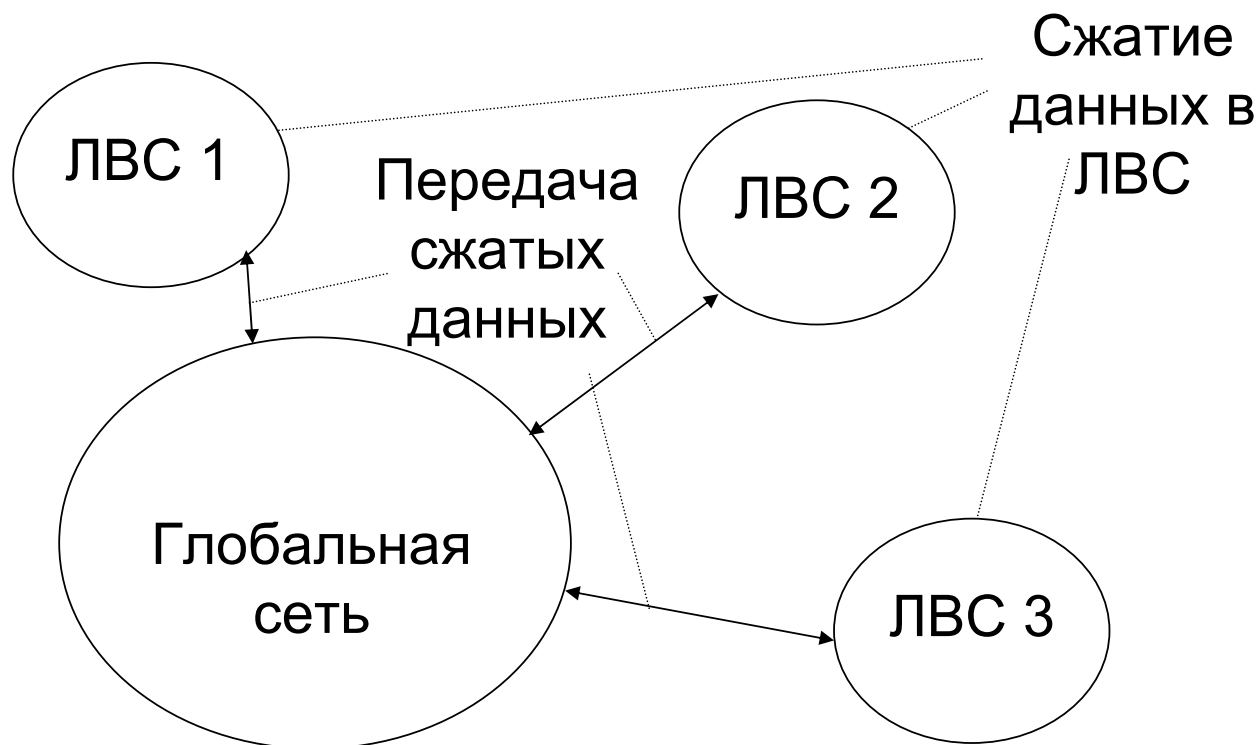 Сжатие
данных в
ЛВС
ЛВС 1
Передача
сжатых
данных
ЛВС 2
Глобальная
сеть
ЛВС 3